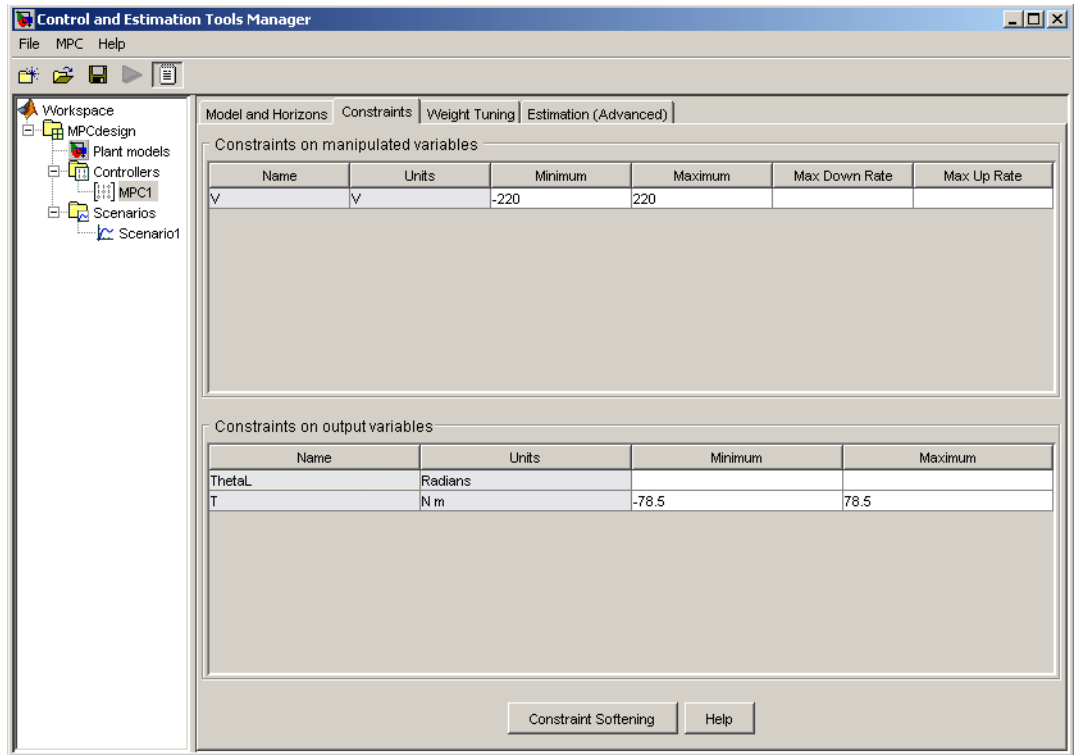 Control and Estimation Tools Manager
File MPC Help
Workspace
MPCdesign
Plant models
Controllers
MPC1
Scenarios
Scenario1
Model and Horizons Constraints Weight Tuning Estimation (Advanced)
Constraints on manipulated variables
Name Units Minimum Maximum Max Down Rate Max Up Rate
V V -220 220
Constraints on output variables
Name Units Minimum Maximum
ThetaL Radians
T N m -78.5 78.5
Constraint Softening Help